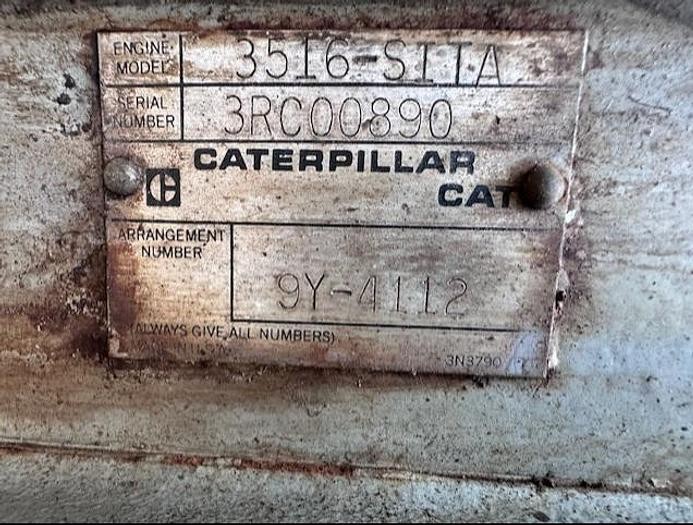 ENGINE MODEL 3516-SITA
SERIAL NUMBER 3RC00890
CATERPILLAR
CAT
ARRANGEMENT NUMBER
9Y-4112
(ALWAYS GIVE ALL NUMBERS)
3N3790